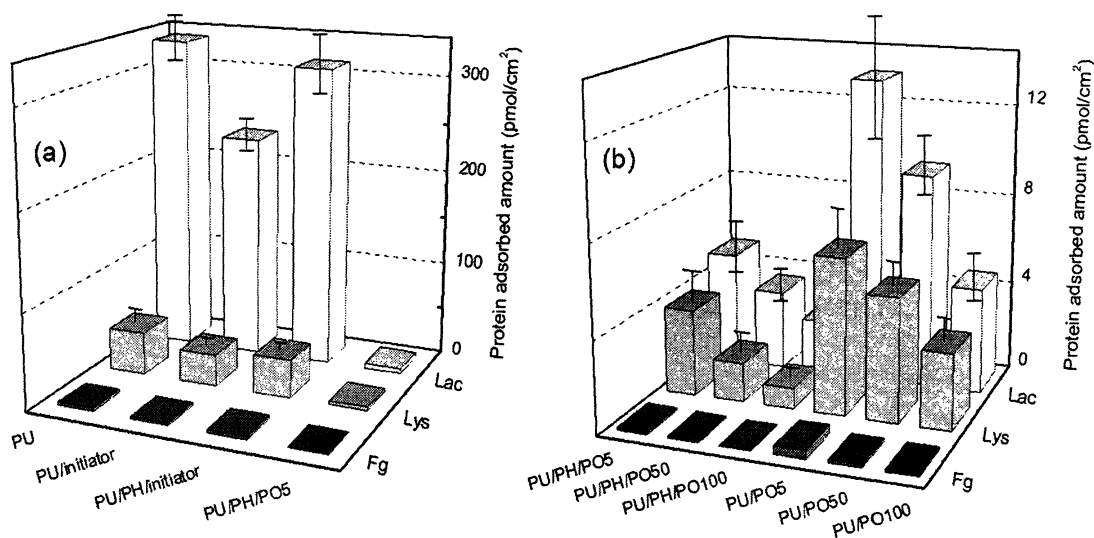 (a)
300
200
100
0
Protein adsorbed amount (pmol/cm²)
Lac
Lys
Fg
PU
PU/initiator
PU/PH/initiator
PU/PH/PO5
(b)
12
8
4
0
Protein adsorbed amount (pmol/cm²)
Lac
Lys
Fg
PU/PH/PO5
PU/PH/PO50
PU/PH/PO100
PU/PO5
PU/PO50
PU/PO100